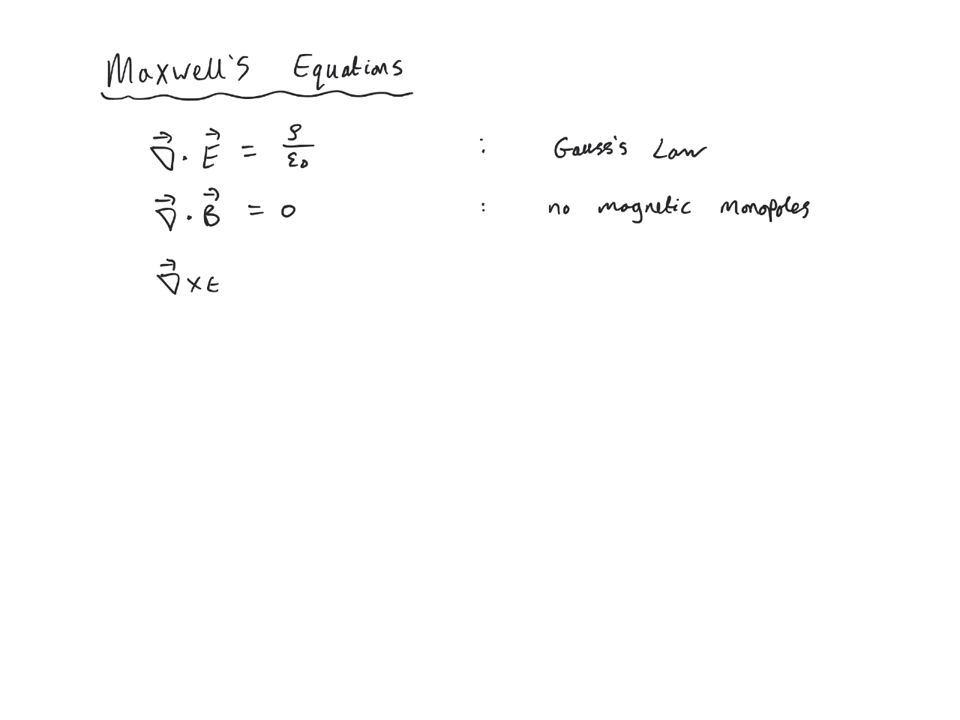 Maxwell's Equations
∇⃗ · E⃗ = ρ/ε₀ : Gauss's Law
∇⃗ · B⃗ = 0 : no magnetic monopoles
∇⃗ × E